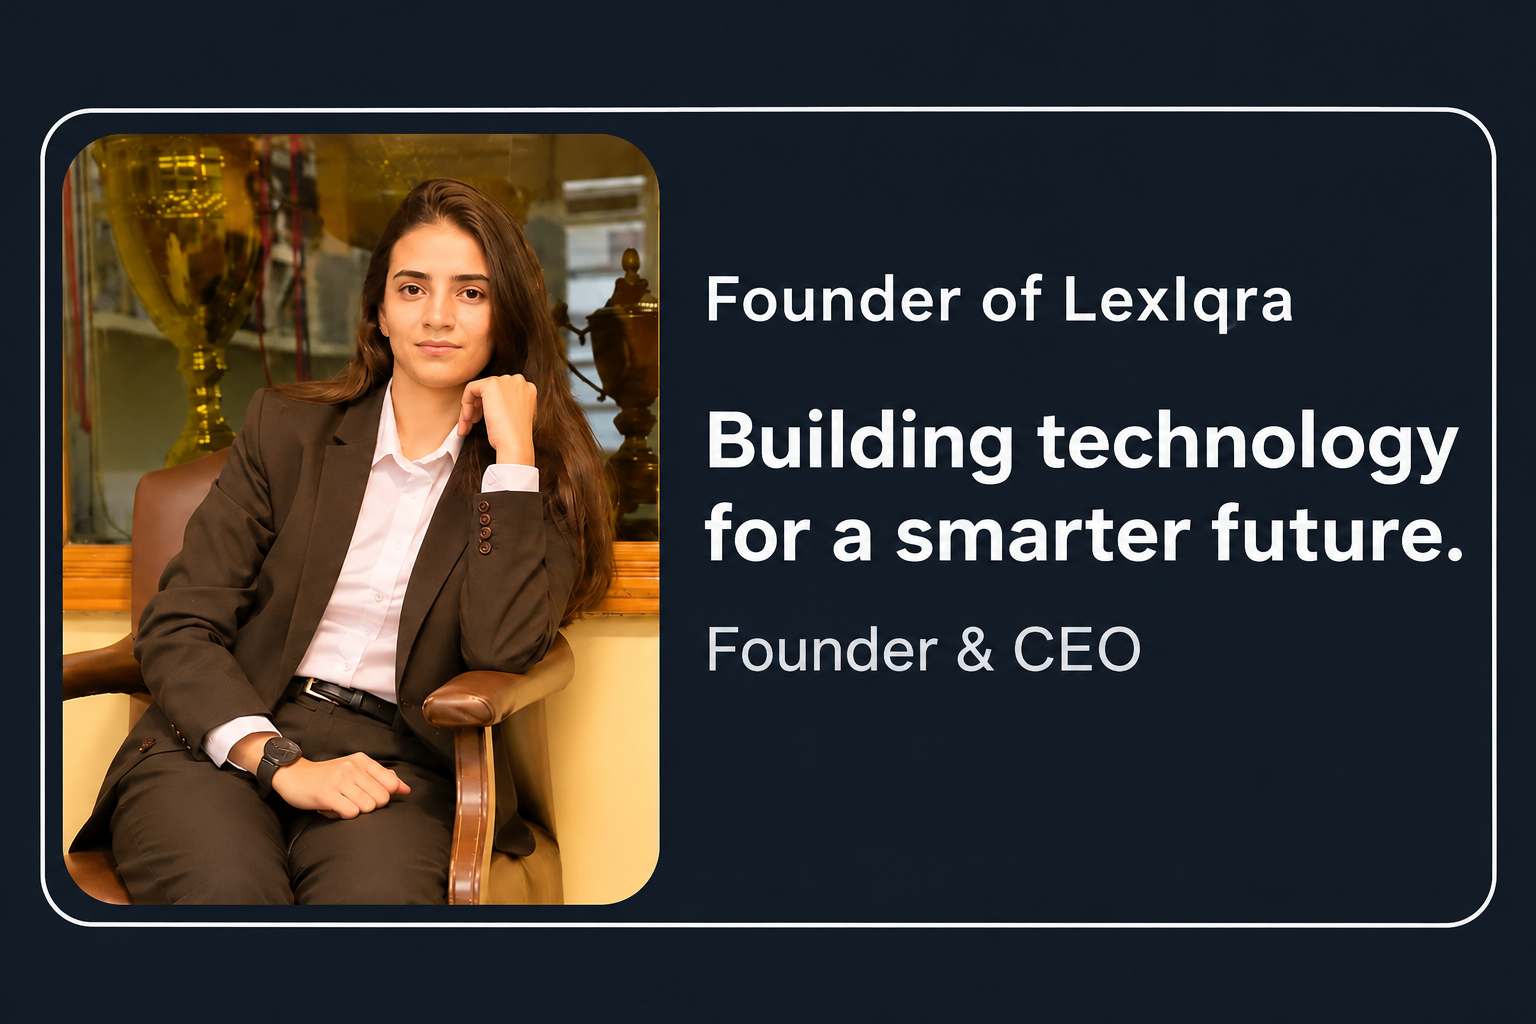 Founder of LexIqra
Building technology
for a smarter future.
Founder & CEO